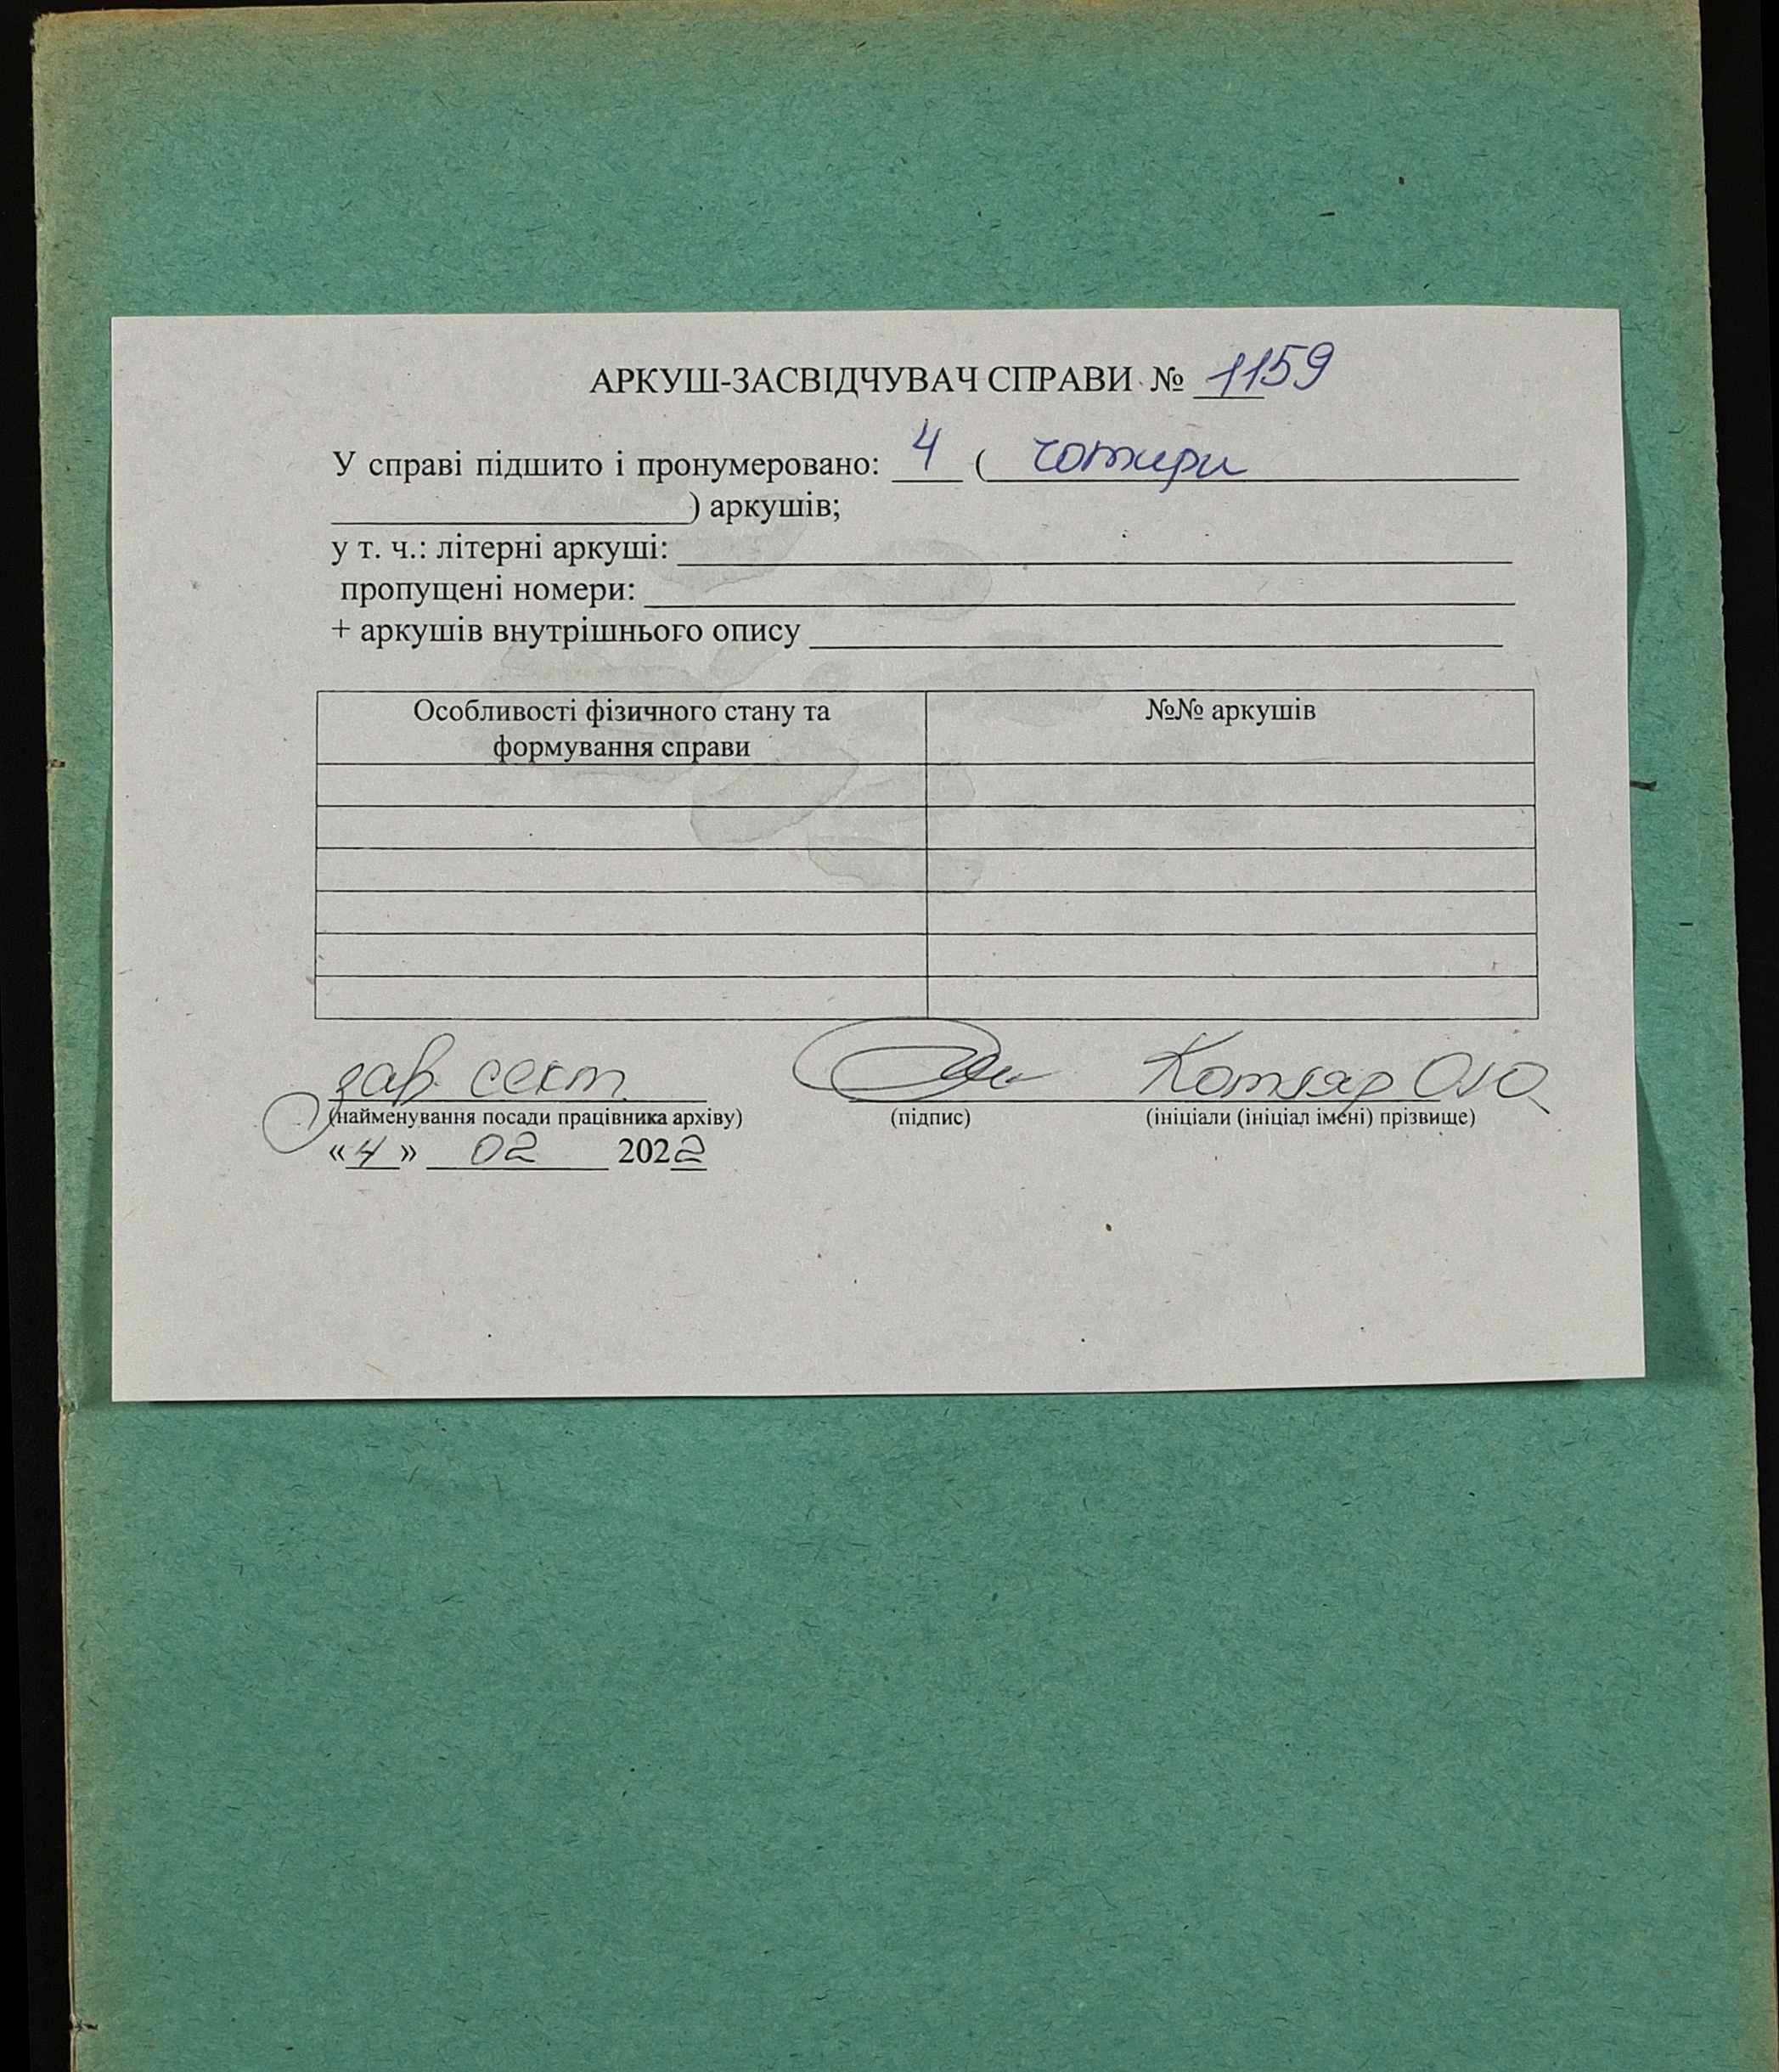 АРКУШ-ЗАСВІДЧУВАЧ СПРАВИ № 1159
У справі підшито і пронумеровано: 4 ( чотири
) аркушів;
у т. ч.: літерні аркуші:
пропущені номери:
+ аркушів внутрішнього опису
Особливості фізичного стану та формування справи №№ аркушів
зав. сект. Котляр О.Ю.
(найменування посади працівника архіву) (підпис) (ініціали (ініціал імені) прізвище)
«4» 02 2022